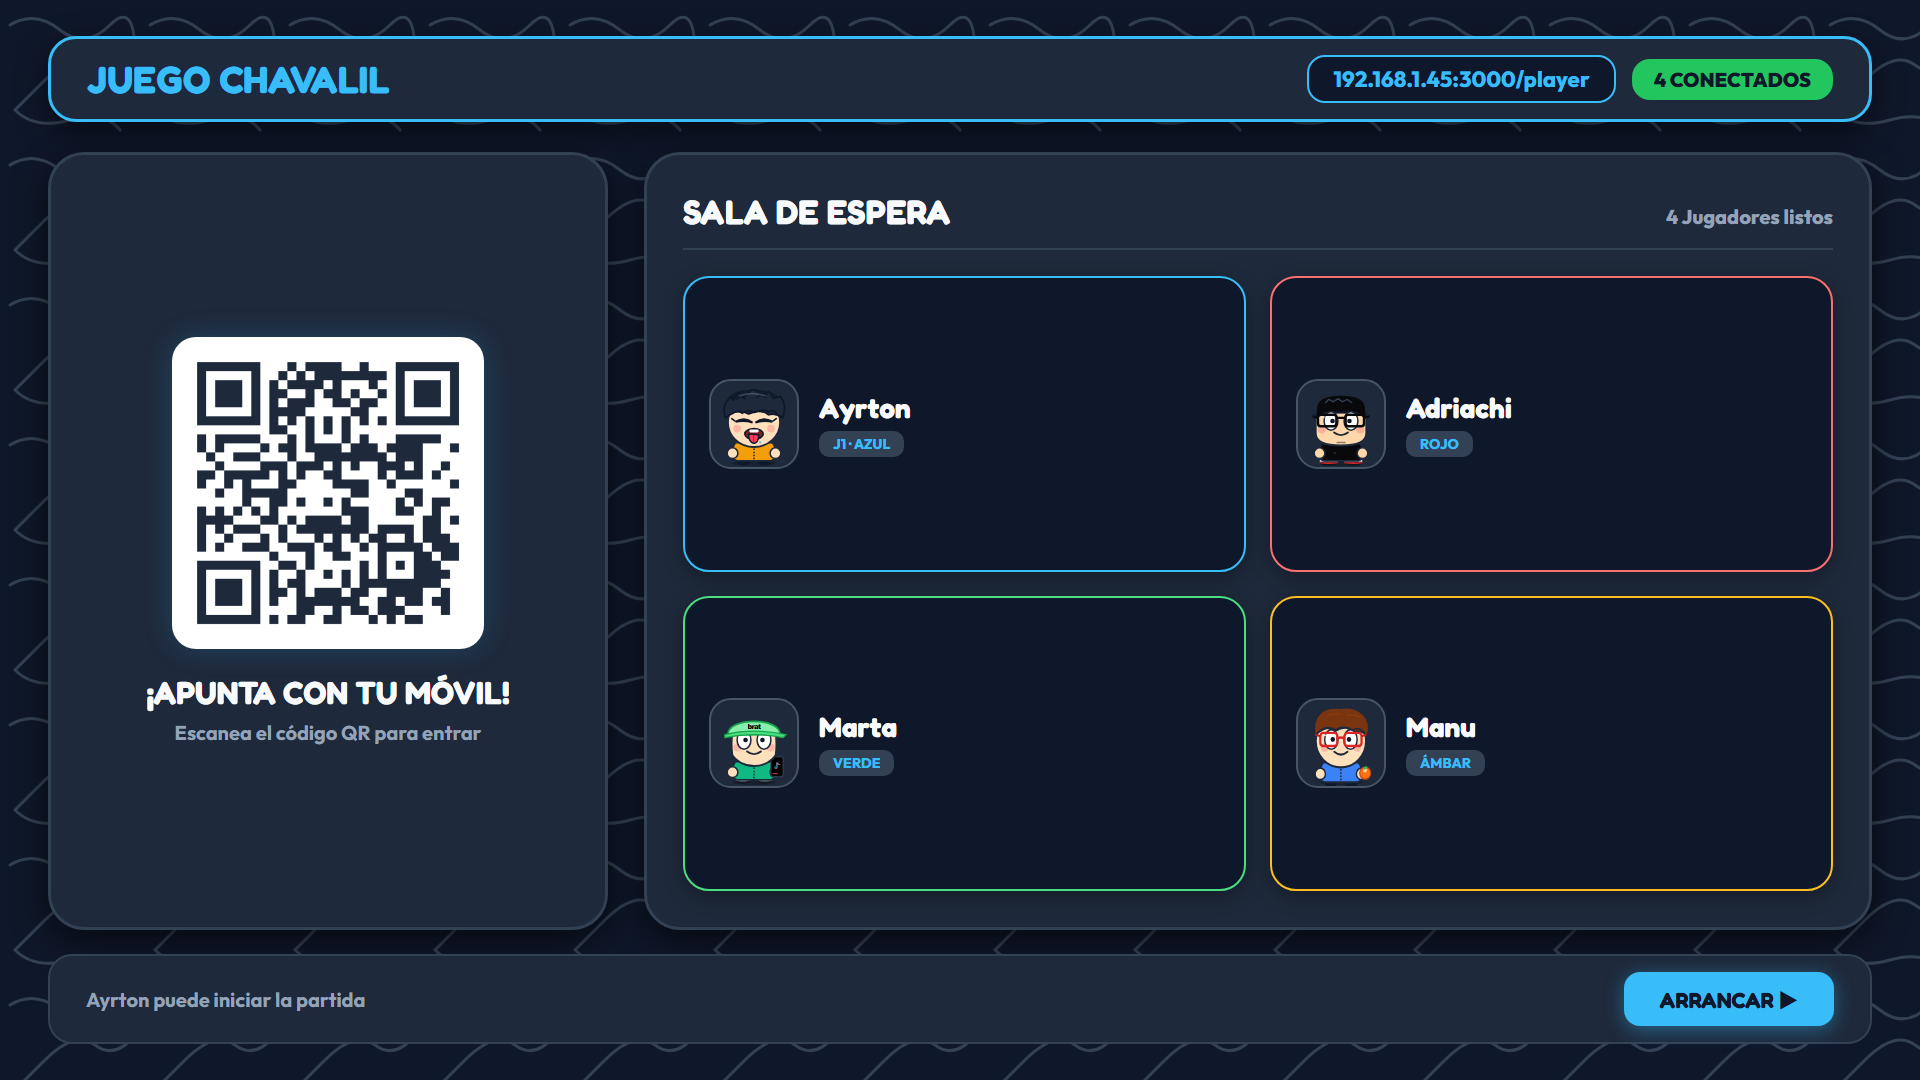 JUEGO CHAVALIL
192.168.1.45:3000/player
4 CONECTADOS
¡APUNTA CON TU MÓVIL!
Escanea el código QR para entrar
SALA DE ESPERA
4 Jugadores listos
Ayrton
J1 · AZUL
Adriachi
ROJO
brat
Marta
VERDE
Manu
ÁMBAR
Ayrton puede iniciar la partida
ARRANCAR ▶